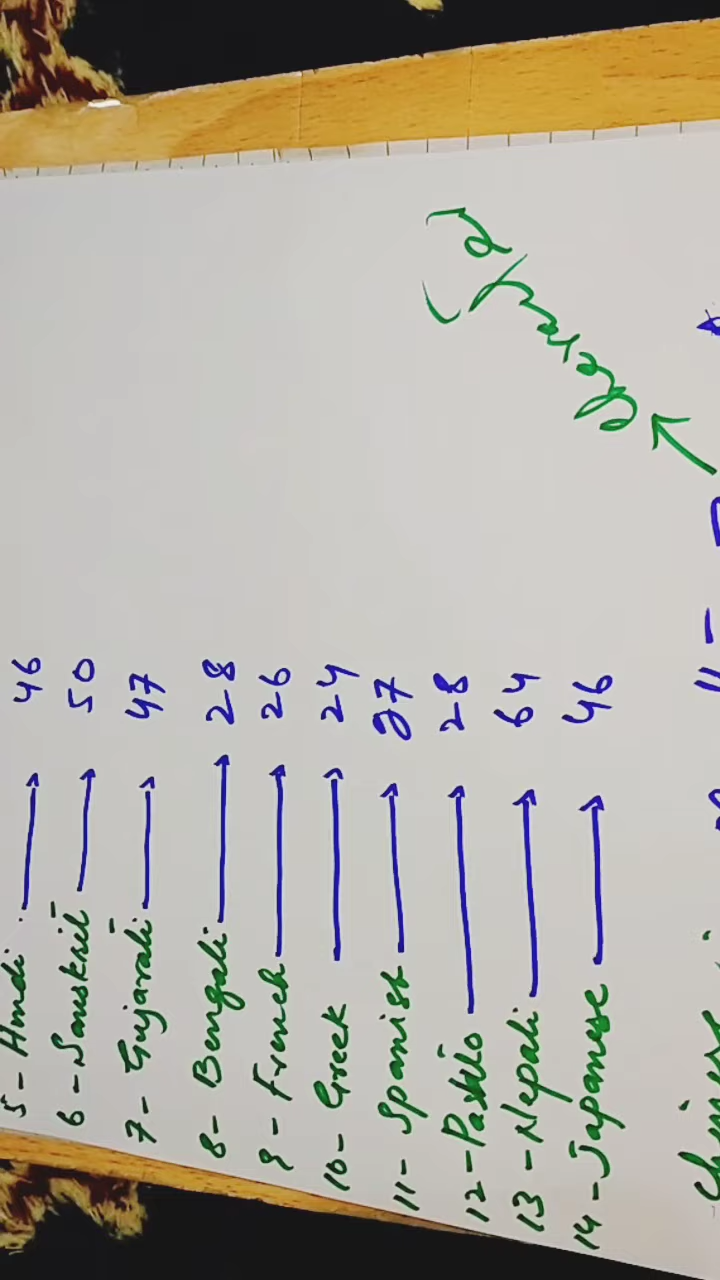 5- Hindi → 46
6- Sanskrit → 50
7- Gujarati → 47
8- Bengali → 28
9- French → 26
10- Greek → 24
11- Spanish → 27
12- Pashto → 28
13- Nepali → 64
14- Japanese → 46
Chinese